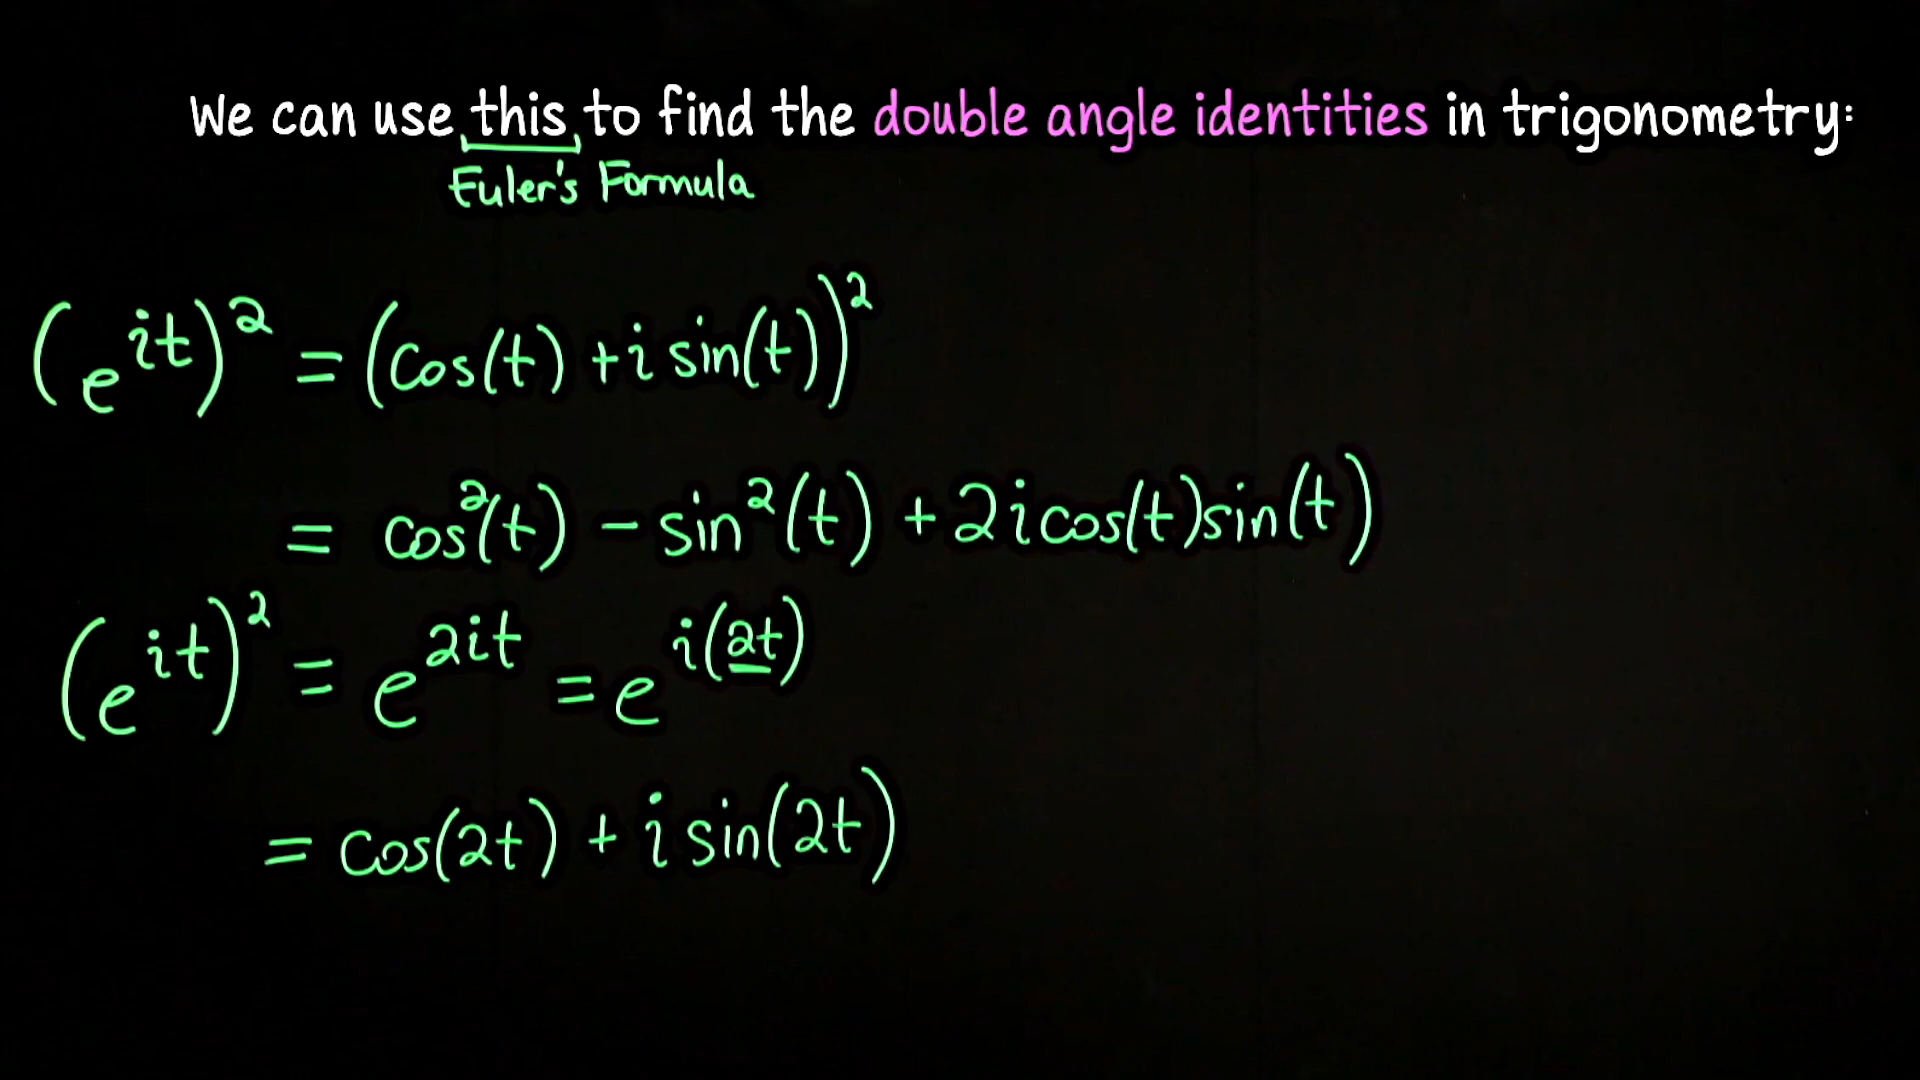 We can use this to find the double angle identities in trigonometry:
Euler's Formula
(e^{it})^2 = (cos(t) + i sin(t))^2
= cos^2(t) - sin^2(t) + 2i cos(t)sin(t)
(e^{it})^2 = e^{2it} = e^{i(2t)}
= cos(2t) + i sin(2t)